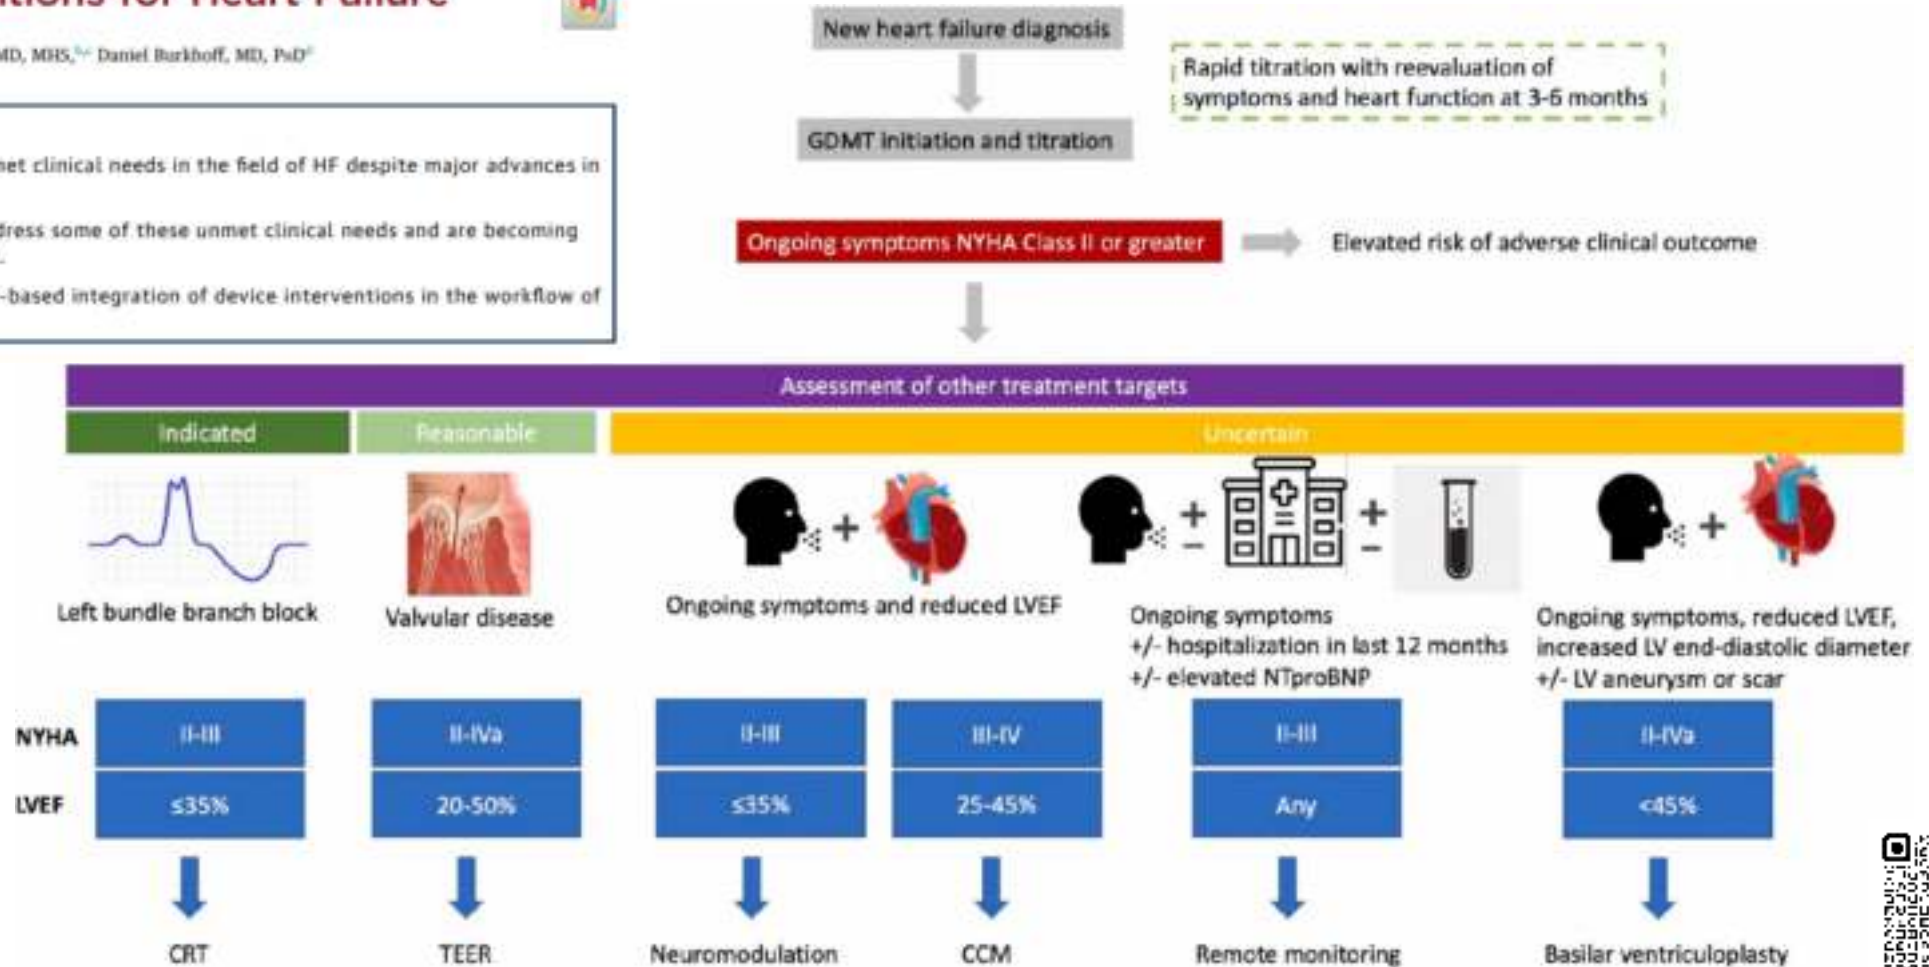 tions for Heart Failure
MD, MHS, Daniel Burkhoff, MD, PhD
net clinical needs in the field of HF despite major advances in
dress some of these unmet clinical needs and are becoming
-based integration of device interventions in the workflow of
New heart failure diagnosis
Rapid titration with reevaluation of
symptoms and heart function at 3-6 months
GDMT initiation and titration
Ongoing symptoms NYHA Class II or greater
Elevated risk of adverse clinical outcome
Assessment of other treatment targets
Indicated
Reasonable
Uncertain
Left bundle branch block
Valvular disease
Ongoing symptoms and reduced LVEF
Ongoing symptoms
+/- hospitalization in last 12 months
+/- elevated NTproBNP
Ongoing symptoms, reduced LVEF,
increased LV end-diastolic diameter
+/- LV aneurysm or scar
NYHA II-III II-IVa II-III III-IV II-III II-IVa
LVEF ≤35% 20-50% ≤35% 25-45% Any <45%
CRT TEER Neuromodulation CCM Remote monitoring Basilar ventriculoplasty